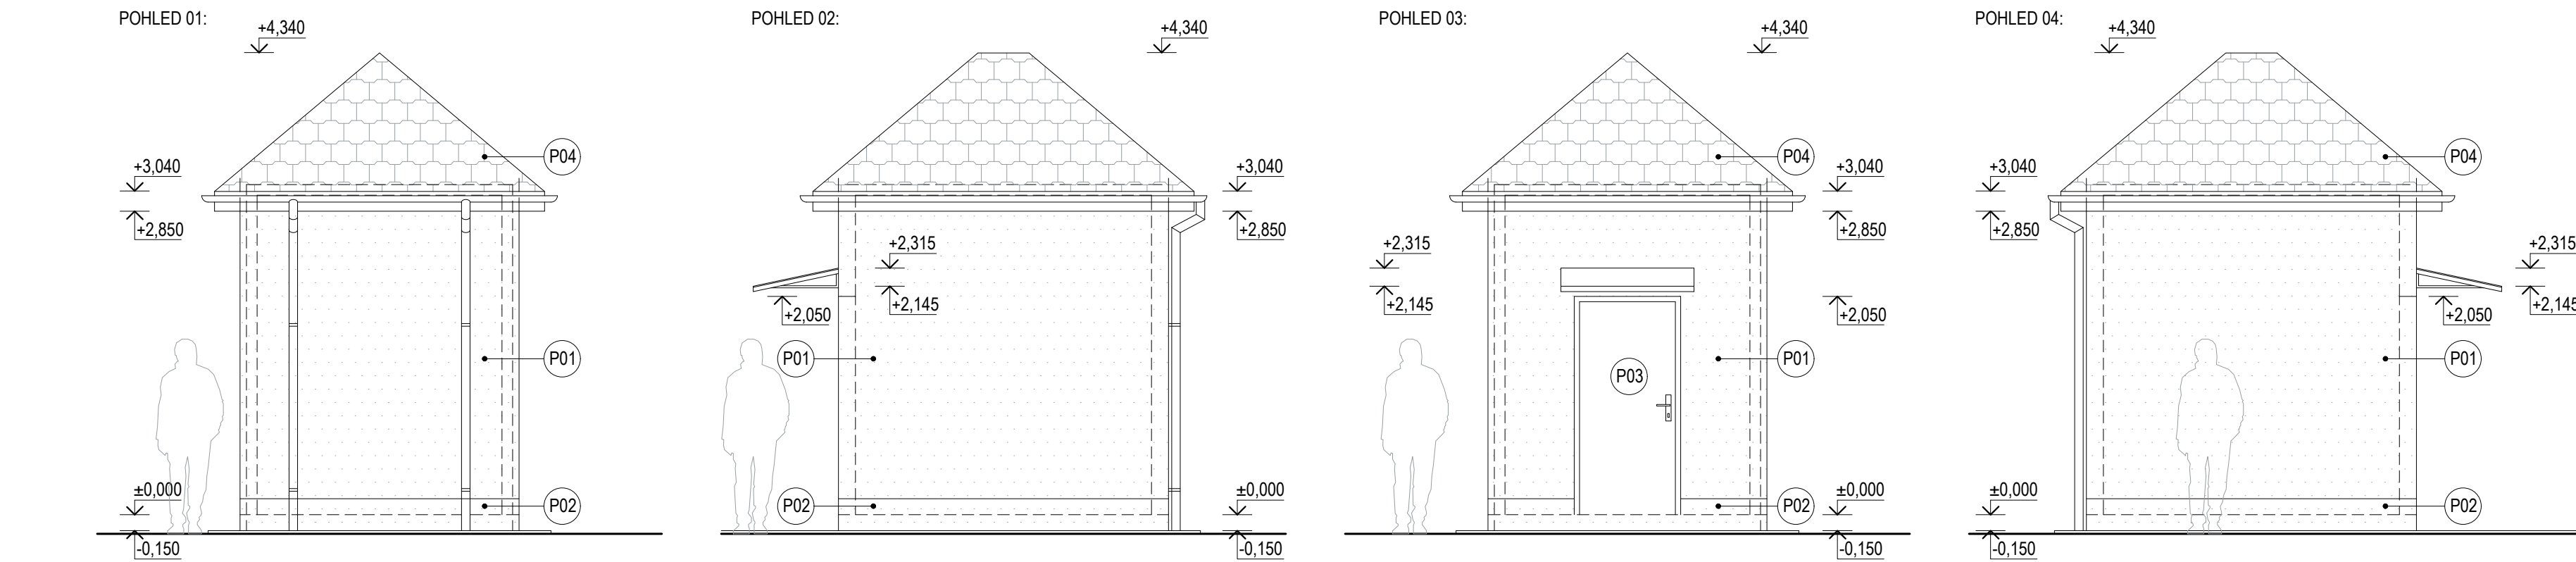 POHLED 01:
+4,340
P04
+3,040
+2,850
P01
±0,000
P02
-0,150
POHLED 02:
+4,340
+3,040
+2,850
+2,315
+2,145
+2,050
P01
P02
±0,000
-0,150
POHLED 03:
+4,340
P04
+3,040
+2,850
+2,315
+2,145
+2,050
P01
P03
±0,000
P02
-0,150
POHLED 04:
+4,340
P04
+3,040
+2,850
+2,315
+2,145
+2,050
P01
±0,000
P02
-0,150